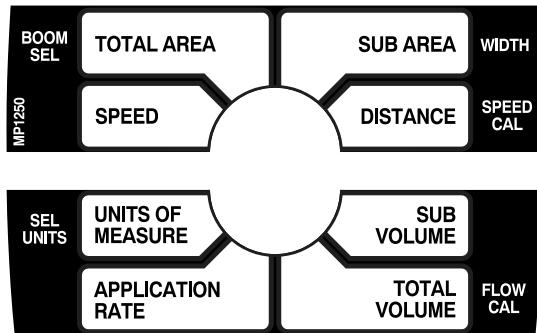 BOOM
SEL
TOTAL AREA
SUB AREA
WIDTH
MP1250
SPEED
DISTANCE
SPEED
CAL
SEL
UNITS
UNITS OF
MEASURE
SUB
VOLUME
APPLICATION
RATE
TOTAL
VOLUME
FLOW
CAL